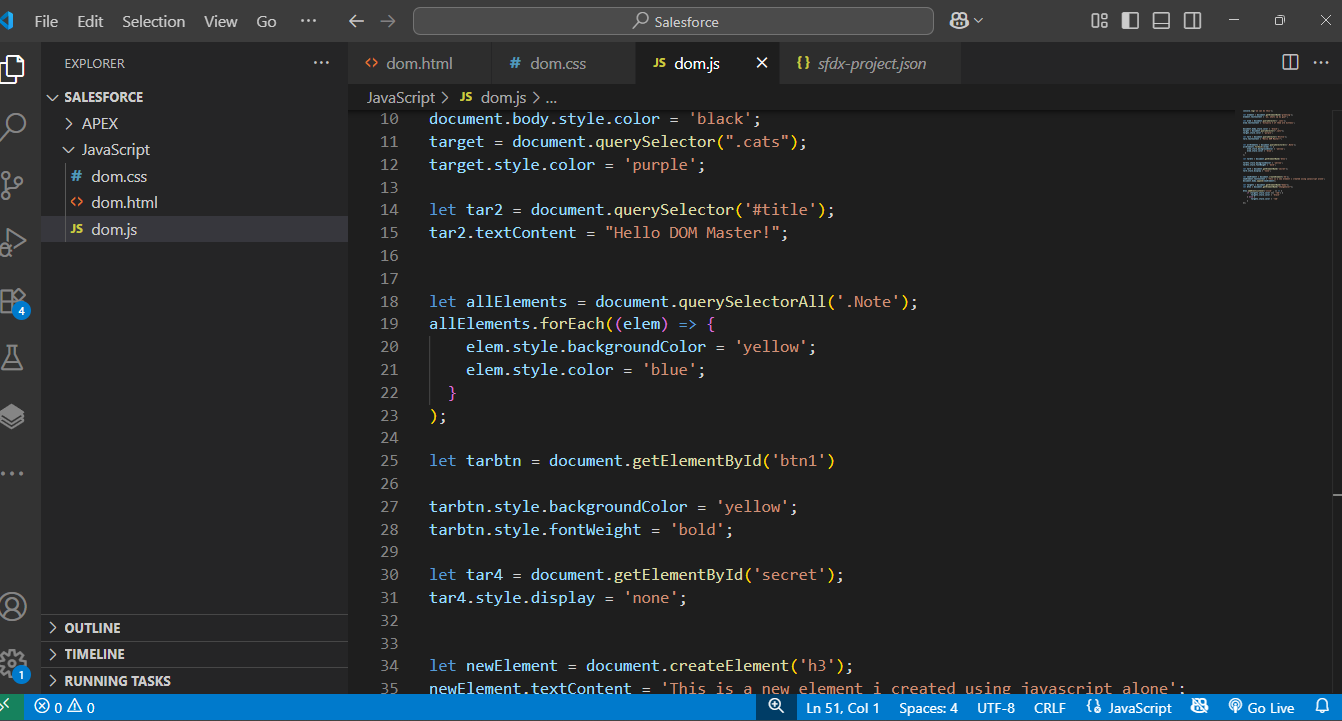 File Edit Selection View Go ... Salesforce
EXPLORER ...
SALESFORCE
APEX
JavaScript
# dom.css
<> dom.html
JS dom.js
OUTLINE
TIMELINE
RUNNING TASKS
4
1
<> dom.html # dom.css JS dom.js {} sfdx-project.json
JavaScript > JS dom.js > ...
10 document.body.style.color = 'black';
11 target = document.querySelector(".cats");
12 target.style.color = 'purple';
13
14 let tar2 = document.querySelector('#title');
15 tar2.textContent = "Hello DOM Master!";
16
17
18 let allElements = document.querySelectorAll('.Note');
19 allElements.forEach((elem) => {
20 elem.style.backgroundColor = 'yellow';
21 elem.style.color = 'blue';
22 }
23 );
24
25 let tarbtn = document.getElementById('btn1')
26
27 tarbtn.style.backgroundColor = 'yellow';
28 tarbtn.style.fontWeight = 'bold';
29
30 let tar4 = document.getElementById('secret');
31 tar4.style.display = 'none';
32
33
34 let newElement = document.createElement('h3');
35 newElement.textContent = 'This is a new element i created using javascript alone';
0 0 Ln 51, Col 1 Spaces: 4 UTF-8 CRLF {} JavaScript Go Live